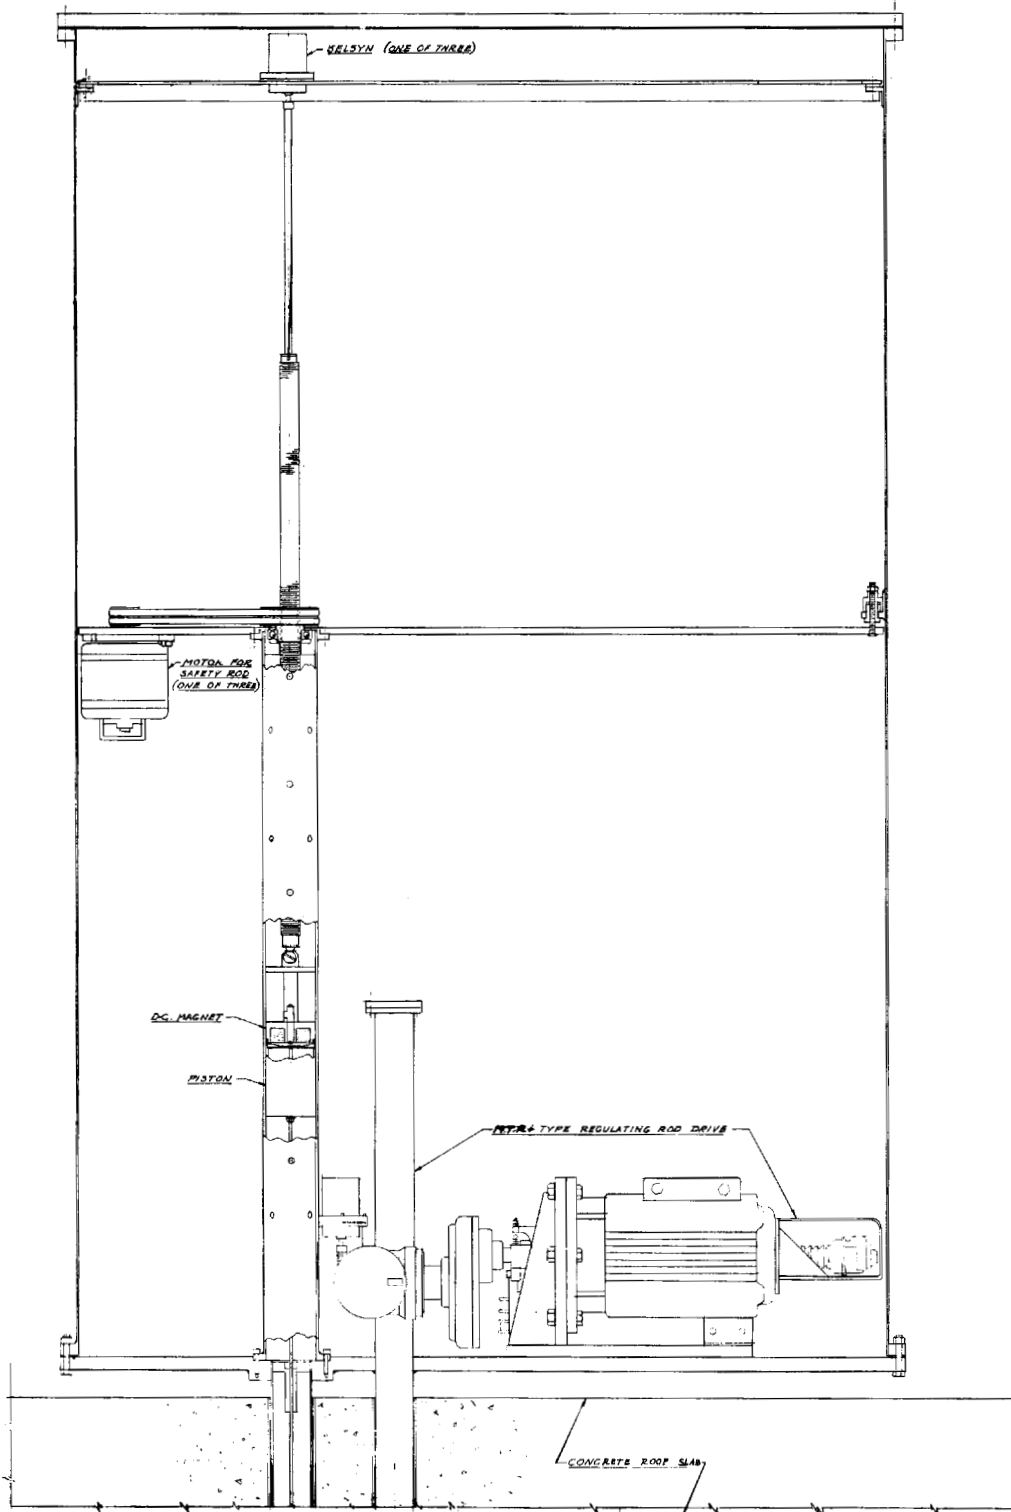 SELSYN (ONE OF THREE)
MOTOR FOR
SAFETY ROD
(ONE OF THREE)
D-C. MAGNET
PISTON
TYPE REGULATING ROD DRIVE
CONCRETE ROOF SLAB